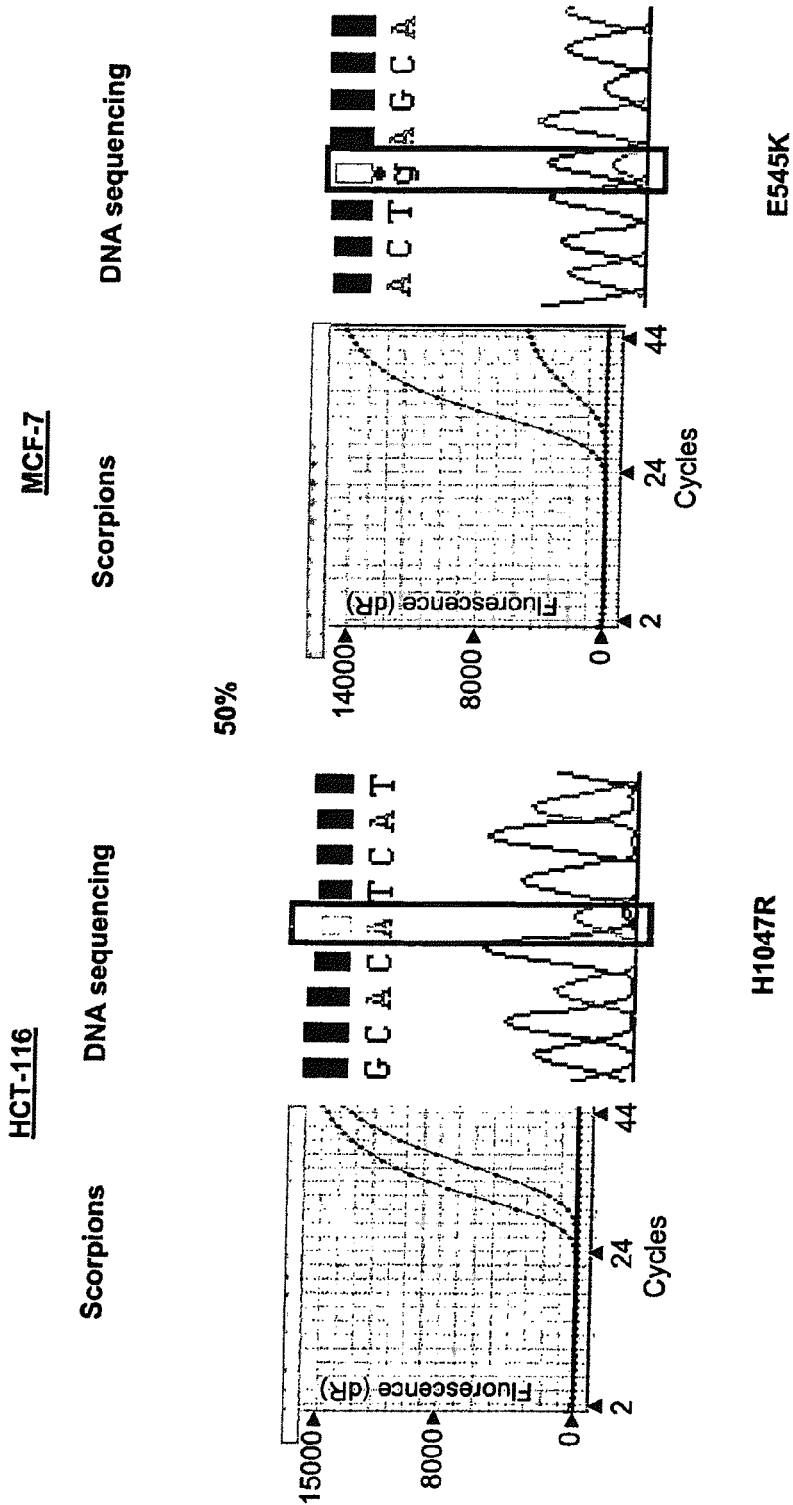 HCT-116
Scorpions
DNA sequencing
15000
8000
0
Fluorescence (dR)
2
24
44
Cycles
G C A C A T C A T
H1047R
50%
MCF-7
Scorpions
DNA sequencing
14000
8000
0
Fluorescence (dR)
2
24
44
Cycles
A C T g A G C A
E545K